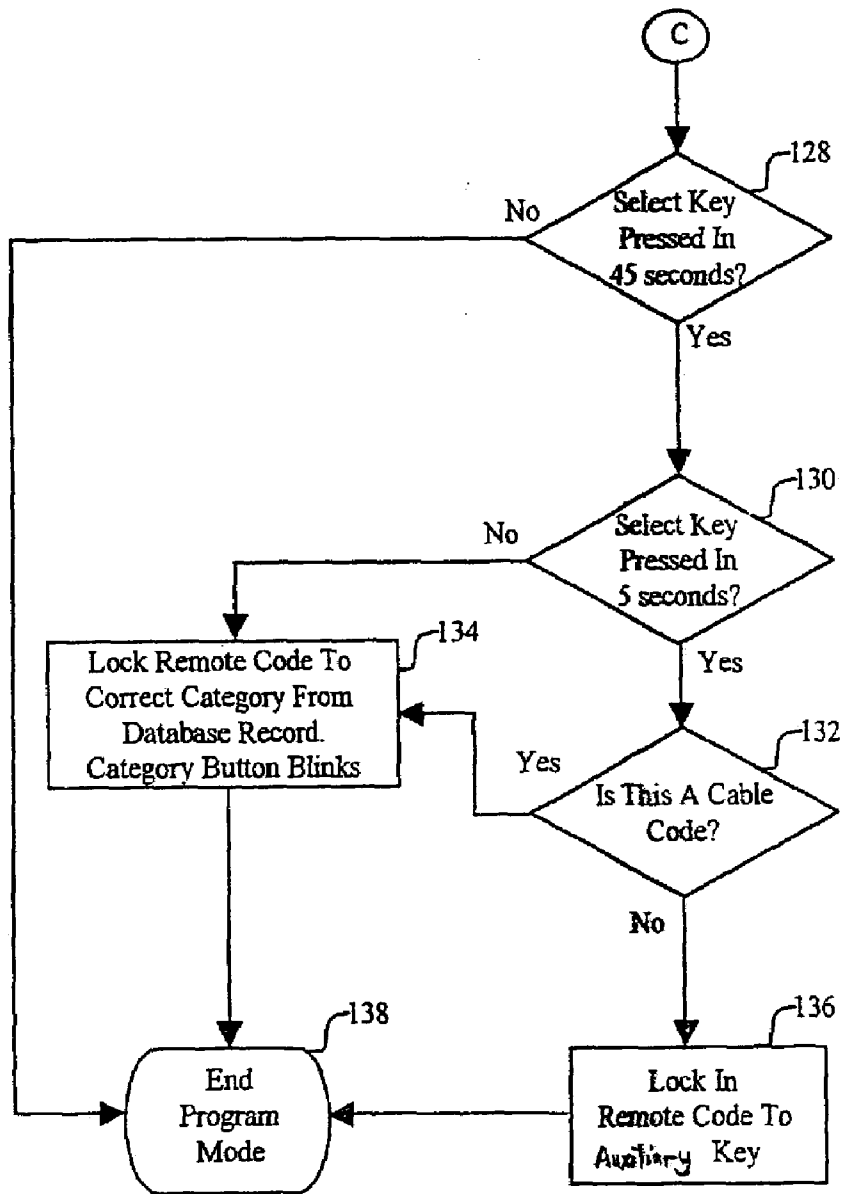 C
128
No
Select Key
Pressed In
45 seconds?
Yes
130
No
Select Key
Pressed In
5 seconds?
134
Yes
Lock Remote Code To
Correct Category From
Database Record.
Category Button Blinks
132
Yes
Is This A Cable
Code?
No
138
136
End
Program
Mode
Lock In
Remote Code To
Auxiliary Key